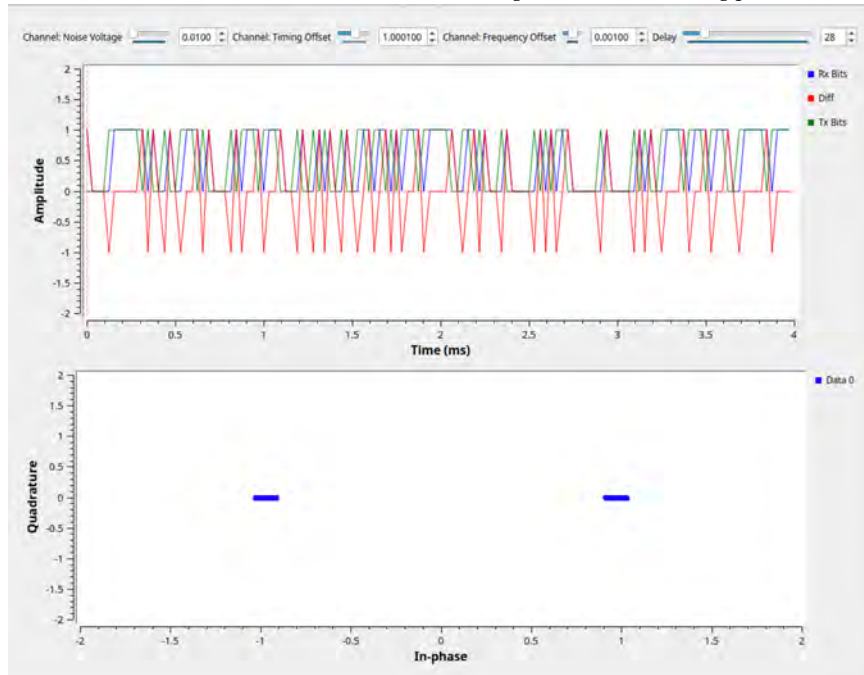 Channel: Noise Voltage 0.0100 Channel: Timing Offset 1.000100 Channel: Frequency Offset 0.00100 Delay 28
2
1.5
1
0.5
0
-0.5
-1
-1.5
-2
Amplitude
0 0.5 1 1.5 2 2.5 3 3.5 4
Time (ms)
Rx Bits
Diff
Tx Bits
2
1.5
1
0.5
0
-0.5
-1
-1.5
-2
Quadrature
-2 -1.5 -1 -0.5 0 0.5 1 1.5 2
In-phase
Data 0